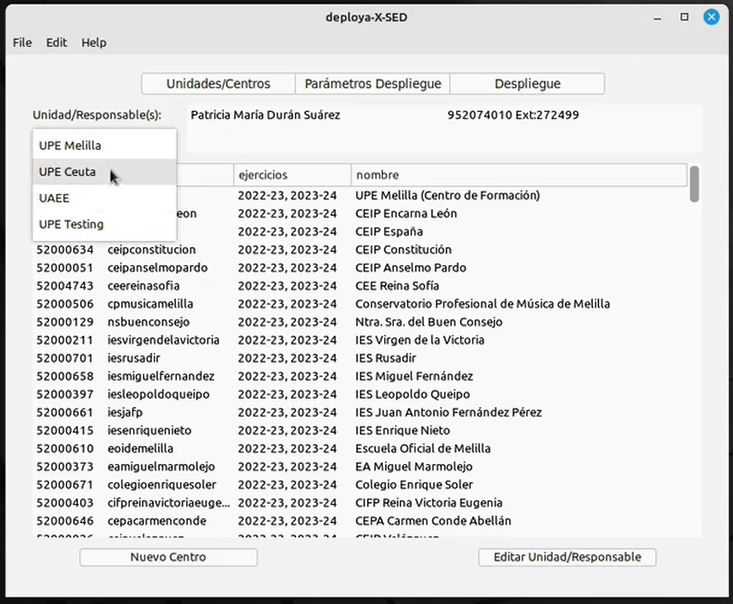 deploya-X-SED
File Edit Help
Unidades/Centros Parámetros Despliegue Despliegue
Unidad/Responsable(s): Patricia María Durán Suárez 952074010 Ext:272499
UPE Melilla
UPE Ceuta
UAEE
UPE Testing
ejercicios nombre
2022-23, 2023-24 UPE Melilla (Centro de Formación)
eon 2022-23, 2023-24 CEIP Encarna León
2022-23, 2023-24 CEIP España
52000634 ceipconstitucion 2022-23, 2023-24 CEIP Constitución
52000051 ceipanselmopardo 2022-23, 2023-24 CEIP Anselmo Pardo
52004743 ceereinasofia 2022-23, 2023-24 CEE Reina Sofía
52000506 cpmusicamelilla 2022-23, 2023-24 Conservatorio Profesional de Música de Melilla
52000129 nsbuenconsejo 2022-23, 2023-24 Ntra. Sra. del Buen Consejo
52000211 iesvirgendelavictoria 2022-23, 2023-24 IES Virgen de la Victoria
52000701 iesrusadir 2022-23, 2023-24 IES Rusadir
52000658 iesmiguelfernandez 2022-23, 2023-24 IES Miguel Fernández
52000397 iesleopoldoqueipo 2022-23, 2023-24 IES Leopoldo Queipo
52000661 iesjafp 2022-23, 2023-24 IES Juan Antonio Fernández Pérez
52000415 iesenriquenieto 2022-23, 2023-24 IES Enrique Nieto
52000610 eoidemelilla 2022-23, 2023-24 Escuela Oficial de Melilla
52000373 eamiguelmarmolejo 2022-23, 2023-24 EA Miguel Marmolejo
52000671 colegioenriquesoler 2022-23, 2023-24 Colegio Enrique Soler
52000403 cifpreinavictoriaeuge... 2022-23, 2023-24 CIFP Reina Victoria Eugenia
52000646 cepacarmenconde 2022-23, 2023-24 CEPA Carmen Conde Abellán
2022-23, 2023-24 CEIP Velázquez
Nuevo Centro Editar Unidad/Responsable